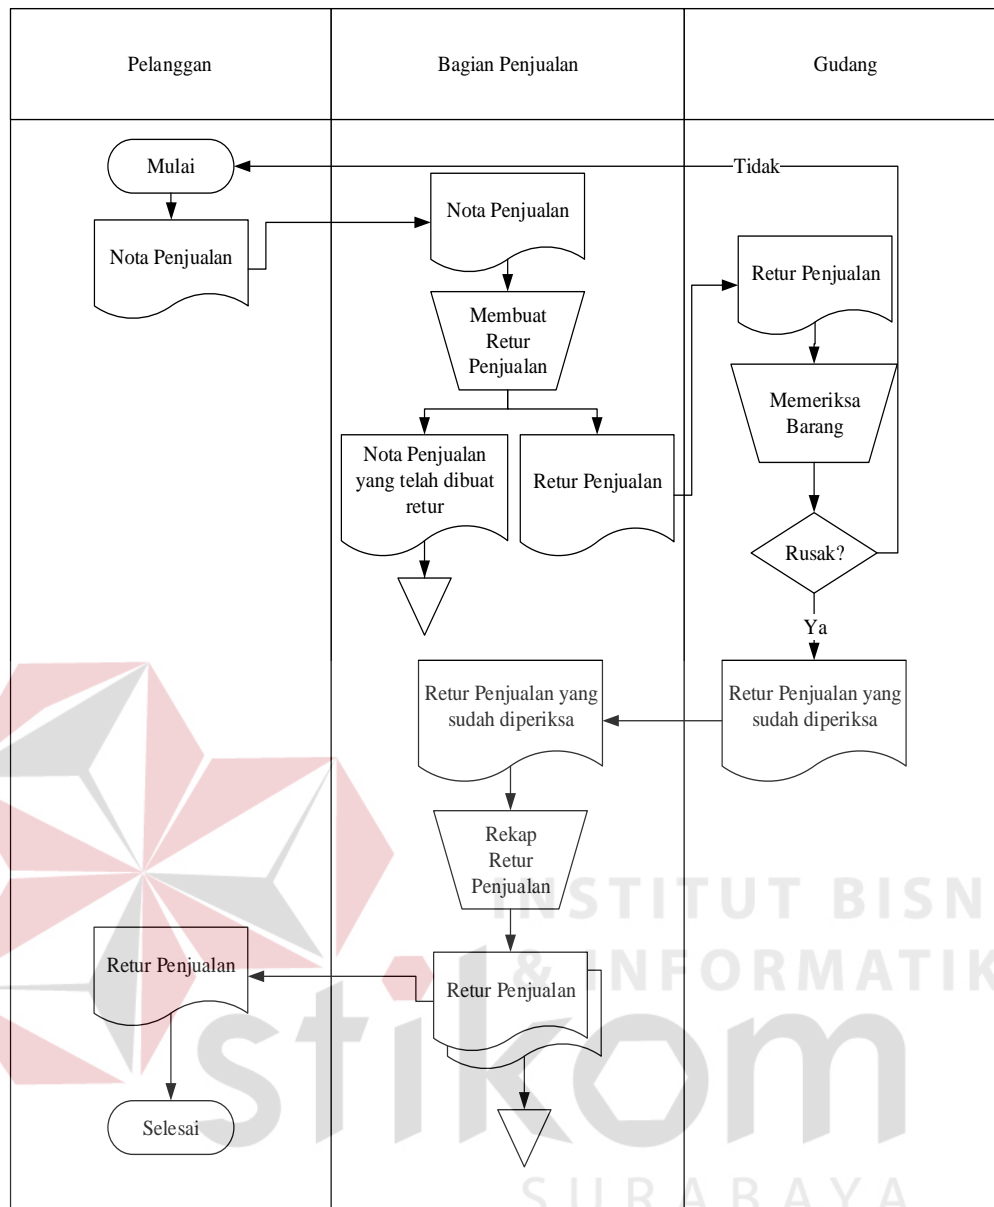 Pelanggan
Bagian Penjualan
Gudang
Mulai
Tidak
Nota Penjualan
Nota Penjualan
Retur Penjualan
Membuat
Retur
Penjualan
Memeriksa
Barang
Nota Penjualan
yang telah dibuat
retur
Retur Penjualan
Rusak?
Ya
Retur Penjualan yang
sudah diperiksa
Retur Penjualan yang
sudah diperiksa
Rekap
Retur
Penjualan
Retur Penjualan
Retur Penjualan
Selesai
INSTITUT BISN
& INFORMATIK
stikom
SURABAYA